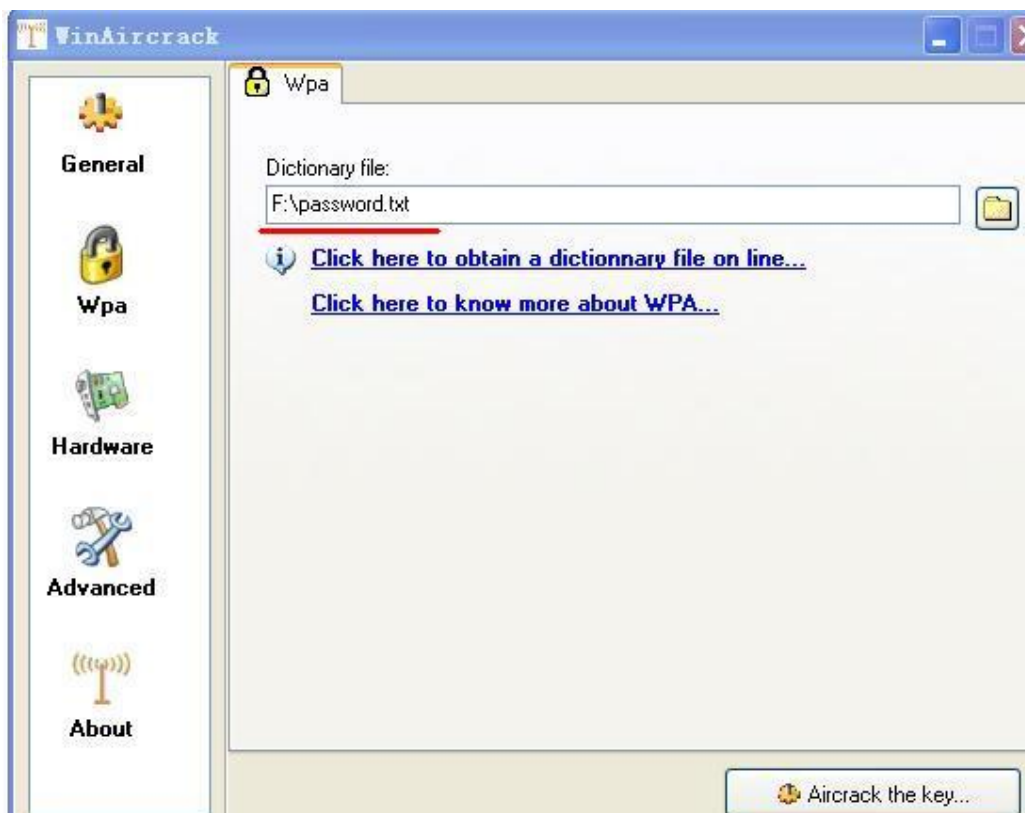 WinAircrack
General
Wpa
Hardware
Advanced
About
Wpa
Dictionary file:
F:\password.txt
Click here to obtain a dictionnary file on line...
Click here to know more about WPA...
Aircrack the key...